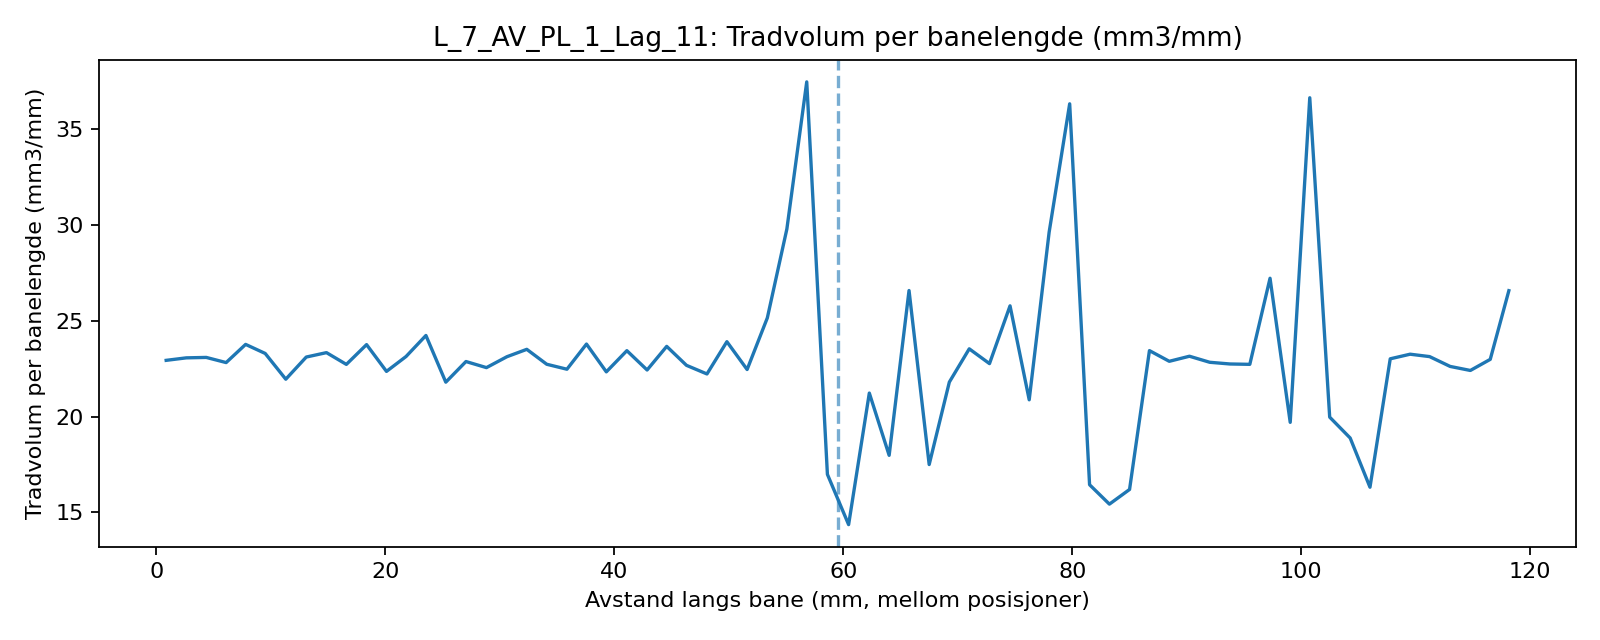 L_7_AV_PL_1_Lag_11: Tradvolum per banelengde (mm3/mm)
Tradvolum per banelengde (mm3/mm)
35
30
25
20
15
0 20 40 60 80 100 120
Avstand langs bane (mm, mellom posisjoner)